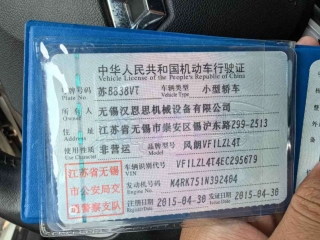 中华人民共和国机动车行驶证
Vehicle License of the People's Republic of China
号牌号码 苏B838VT 车辆类型 小型轿车
Plate No. Vehicle Type
所有人 无锡汉思恩机械设备有限公司
Owner
住址 江苏省无锡市崇安区锡沪东路299-2513
Address
使用性质 非营运 品牌型号 风朗VF1LZL4T
Use Character Model
江苏省无锡
市公安局交
通警察支队
车辆识别代号 VF1LZL4T4EC295679
VIN
发动机号码 M4RK751N392404
Engine No.
注册日期 2015-04-30 发证日期 2015-04-30
Register Date Issue Date